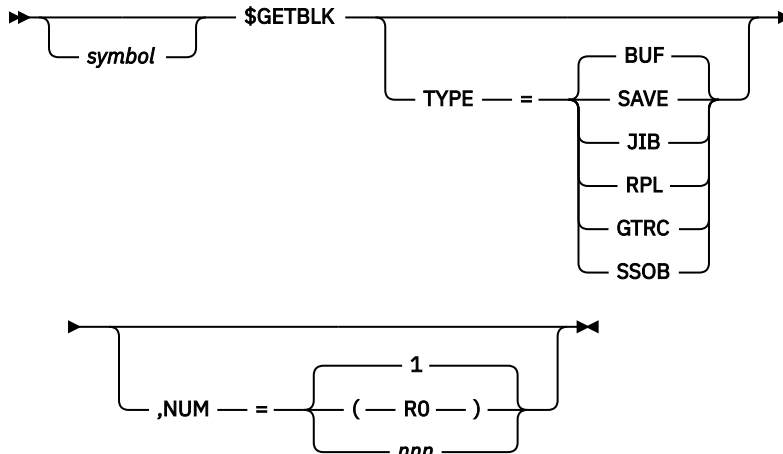 $GETBLK
symbol
BUF
TYPE = SAVE
JIB
RPL
GTRC
SSOB
1
,NUM = ( R0 )
nnn